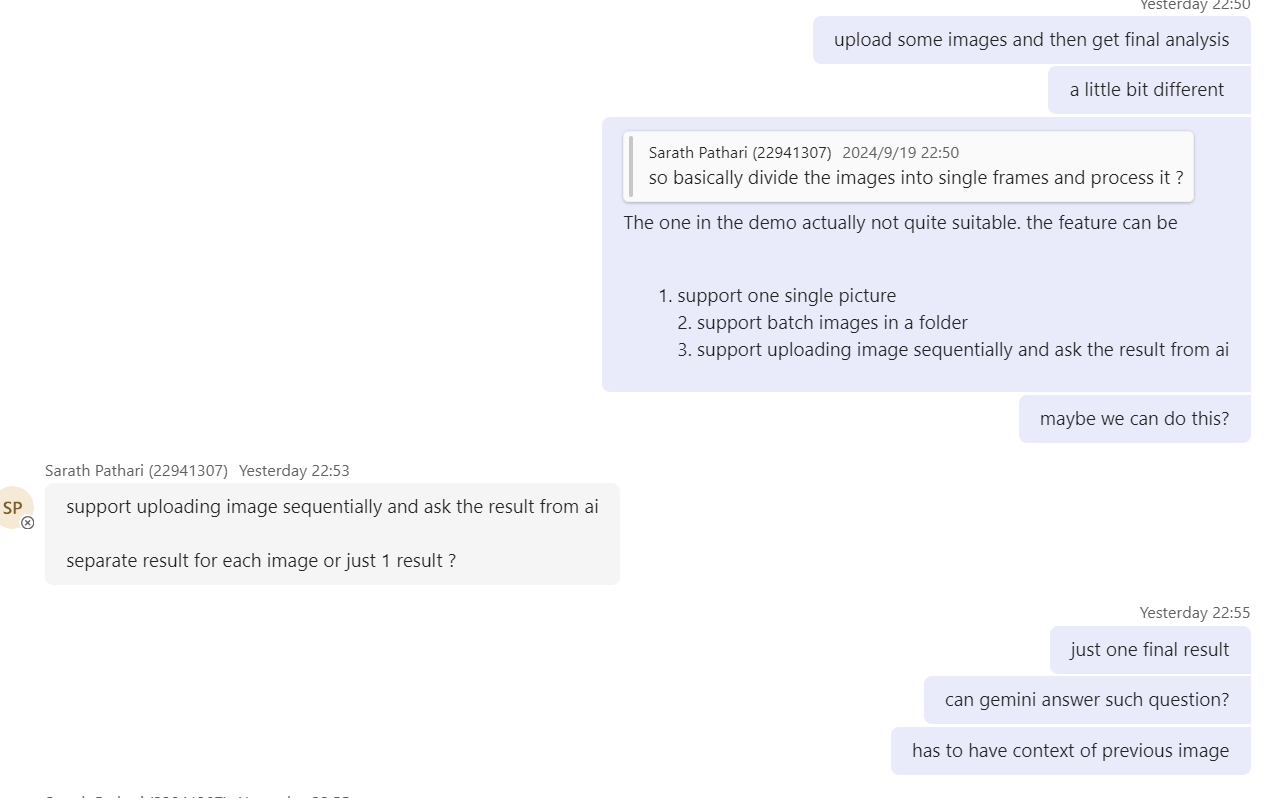 Yesterday 22:50
upload some images and then get final analysis
a little bit different
Sarath Pathari (22941307) 2024/9/19 22:50
so basically divide the images into single frames and process it ?
The one in the demo actually not quite suitable. the feature can be
1. support one single picture
2. support batch images in a folder
3. support uploading image sequentially and ask the result from ai
maybe we can do this?
Sarath Pathari (22941307) Yesterday 22:53
SP
support uploading image sequentially and ask the result from ai
separate result for each image or just 1 result ?
Yesterday 22:55
just one final result
can gemini answer such question?
has to have context of previous image